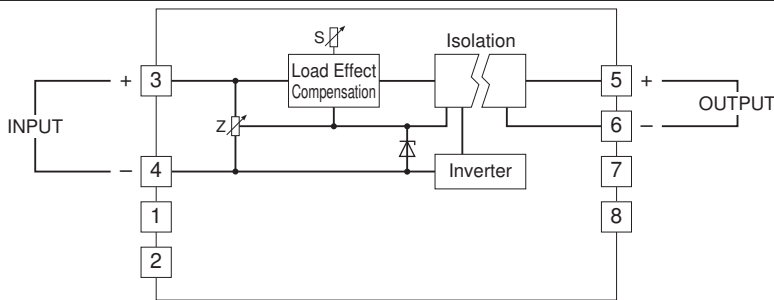 S
Isolation
+ 3
Load Effect
Compensation
5 +
INPUT
Z
6 −
OUTPUT
− 4
Inverter
7
1
8
2